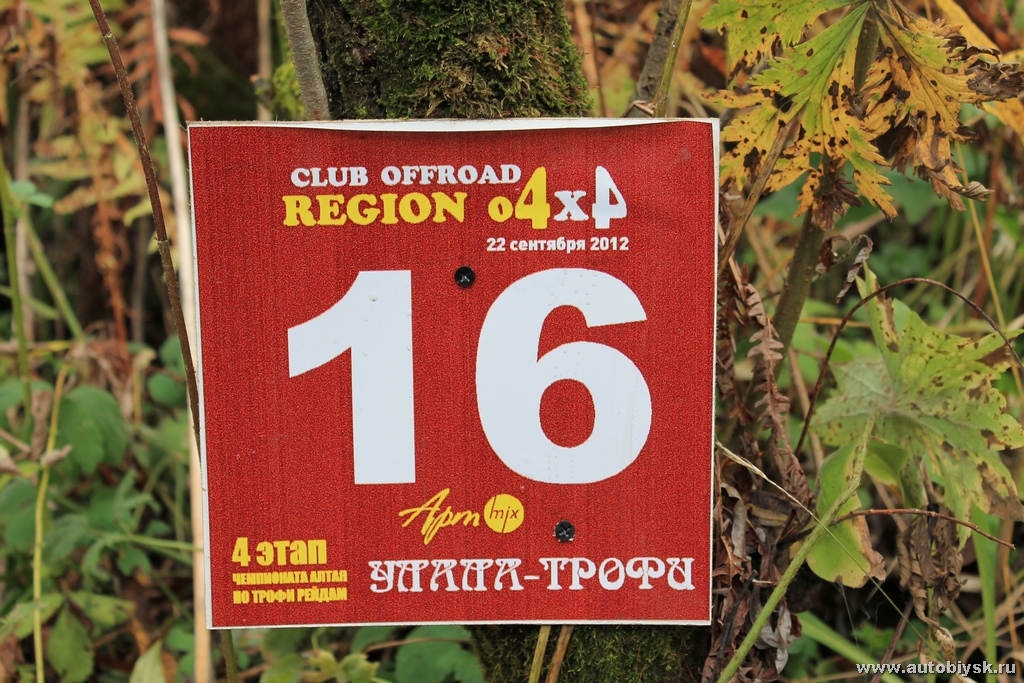 CLUB OFFROAD
REGION o4x4
22 сентября 2012
16
Арт mix
4 этап
ЧЕМПИОНАТА АЛТАЯ
ПО ТРОФИ РЕЙДАМ
УЛАЛА-ТРОФИ
www.autobiysk.ru